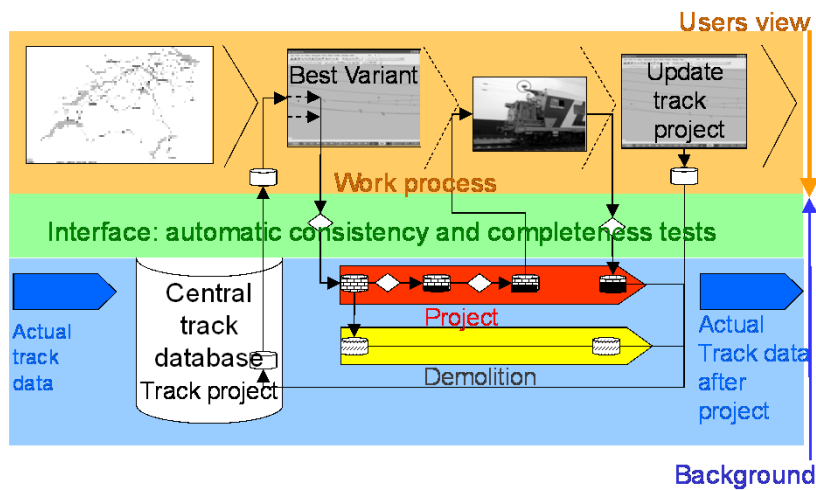 Users view
Best Variant
Update
track
project
Work process
Interface: automatic consistency and completeness tests
Actual
track
data
Central
track
database
Track project
Project
Demolition
Actual
Track data
after
project
Background